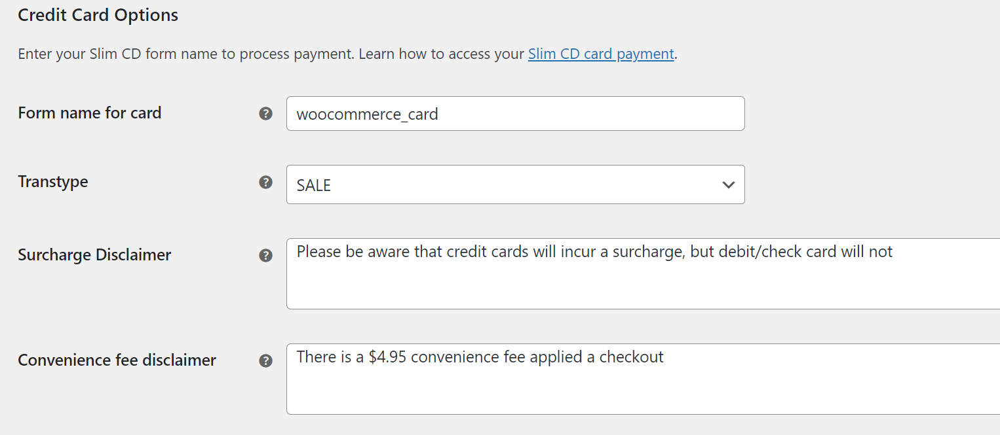 Credit Card Options
Enter your Slim CD form name to process payment. Learn how to access your Slim CD card payment.
Form name for card
?
woocommerce_card
Transtype
?
SALE
Surcharge Disclaimer
?
Please be aware that credit cards will incur a surcharge, but debit/check card will not
Convenience fee disclaimer
?
There is a $4.95 convenience fee applied a checkout